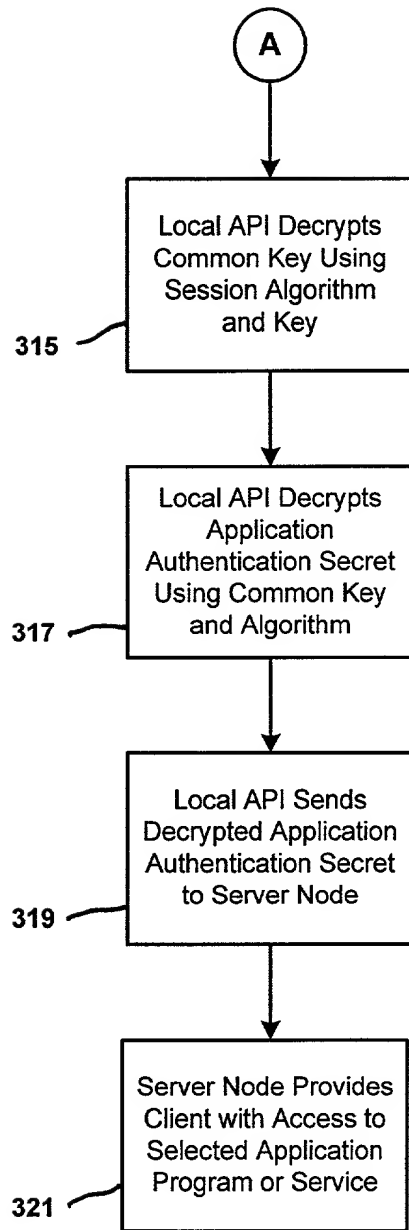 A
Local API Decrypts
Common Key Using
Session Algorithm
and Key
315
Local API Decrypts
Application
Authentication Secret
Using Common Key
and Algorithm
317
Local API Sends
Decrypted Application
Authentication Secret
to Server Node
319
Server Node Provides
Client with Access to
Selected Application
Program or Service
321